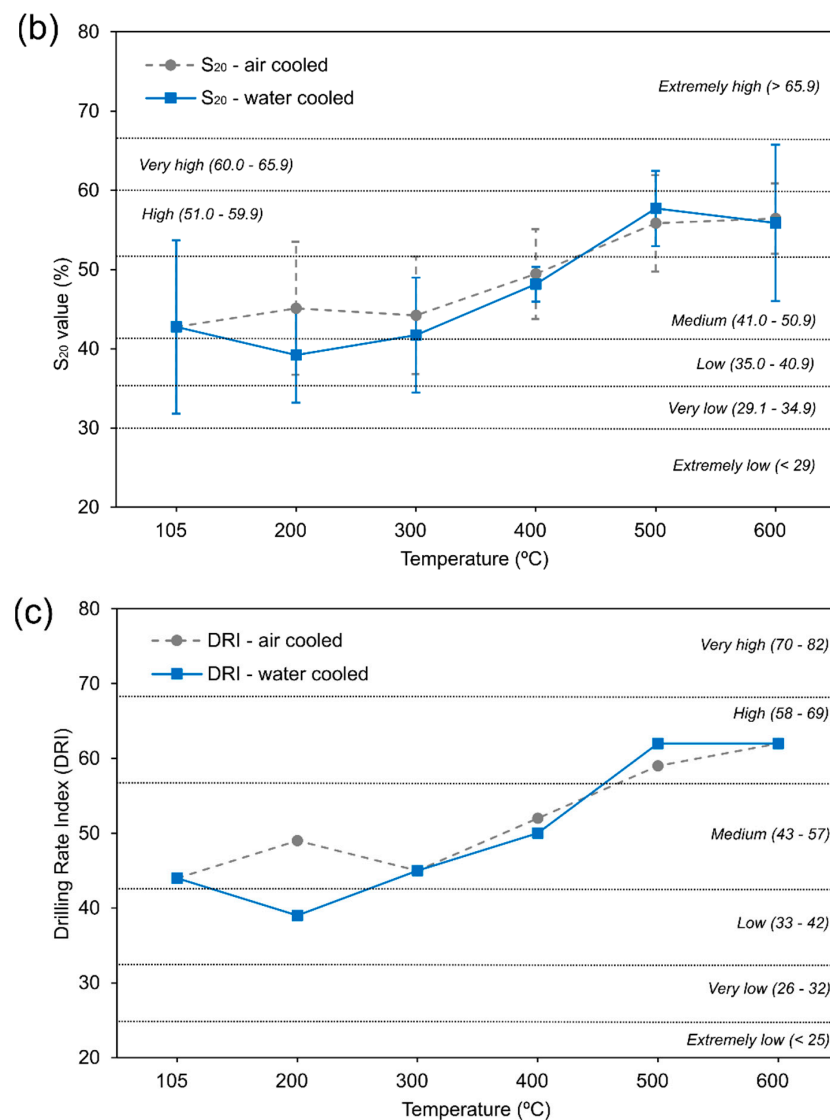 (b)
80
70
60
50
40
30
20
S₂₀ value (%)
S₂₀ - air cooled
S₂₀ - water cooled
Extremely high (> 65.9)
Very high (60.0 - 65.9)
High (51.0 - 59.9)
Medium (41.0 - 50.9)
Low (35.0 - 40.9)
Very low (29.1 - 34.9)
Extremely low (< 29)
105 200 300 400 500 600
Temperature (ºC)
(c)
80
70
60
50
40
30
20
Drilling Rate Index (DRI)
DRI - air cooled
DRI - water cooled
Very high (70 - 82)
High (58 - 69)
Medium (43 - 57)
Low (33 - 42)
Very low (26 - 32)
Extremely low (< 25)
105 200 300 400 500 600
Temperature (ºC)